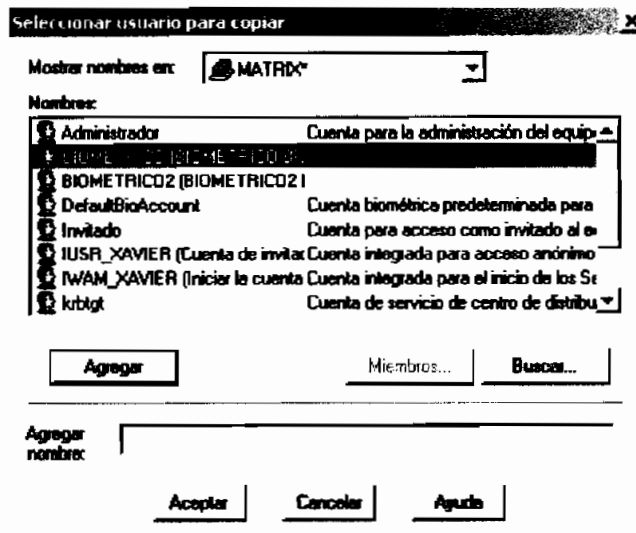 Seleccionar usuario para copiar
Mostrar nombres en: MATRIX*
Nombres:
Administrador Cuenta para la administración del equip
BIOMETRICO2 (BIOMETRICO2 )
DefaultBioAccount Cuenta biométrica predeterminada para
Invitado Cuenta para acceso como invitado al e
IUSR_XAVIER (Cuenta de invitac Cuenta integrada para acceso anónimo
IWAM_XAVIER (Iniciar la cuenta Cuenta integrada para el inicio de los Se
krbtgt Cuenta de servicio de centro de distribu
Agregar Miembros... Buscar...
Agregar
nombre:
Aceptar Cancelar Ayuda